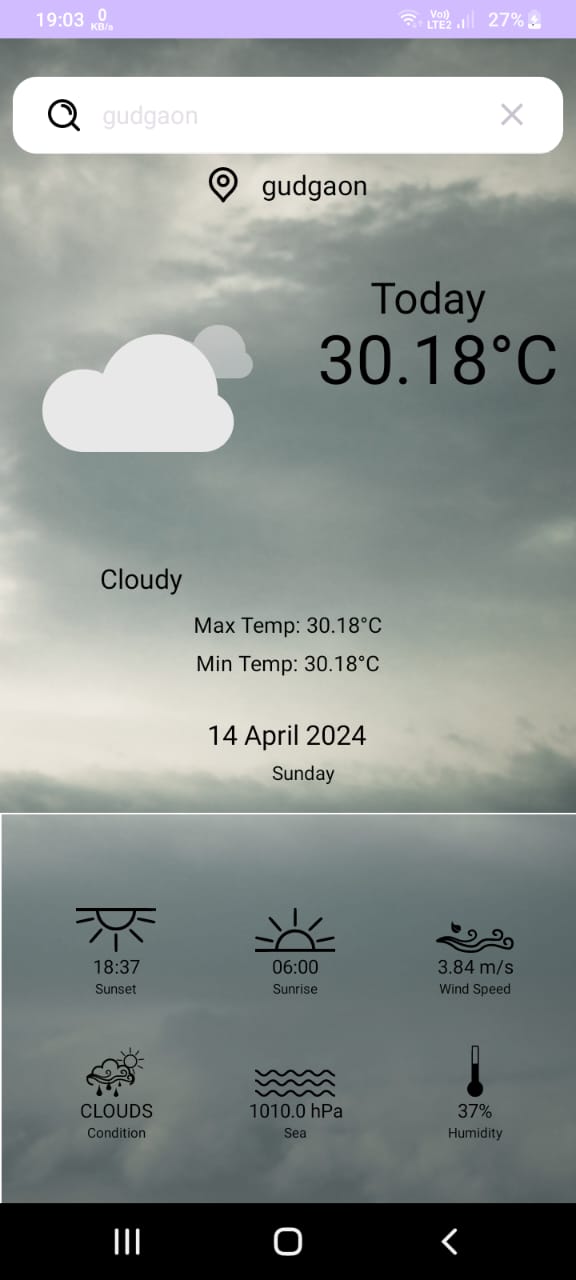 19:03 0 KB/s Vo)) LTE2 27%
gudgaon
gudgaon
Today
30.18°C
Cloudy
Max Temp: 30.18°C
Min Temp: 30.18°C
14 April 2024
Sunday
18:37 06:00 3.84 m/s
Sunset Sunrise Wind Speed
CLOUDS 1010.0 hPa 37%
Condition Sea Humidity